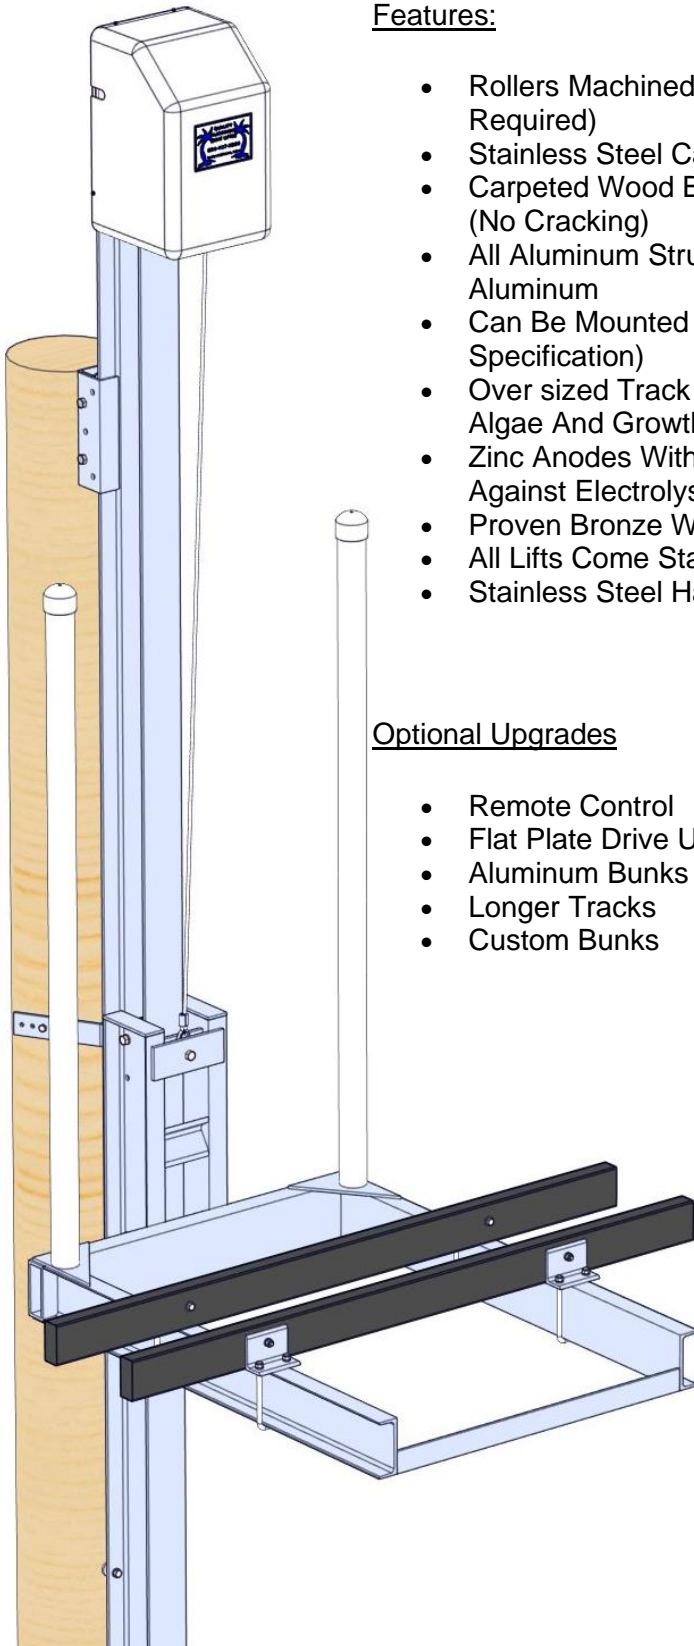 Features:
• Rollers Machined
Required)
• Stainless Steel Ca
• Carpeted Wood B
(No Cracking)
• All Aluminum Stru
Aluminum
• Can Be Mounted
Specification)
• Over sized Track
Algae And Growth
• Zinc Anodes With
Against Electrolys
• Proven Bronze W
• All Lifts Come Sta
• Stainless Steel Ha
Optional Upgrades
• Remote Control
• Flat Plate Drive U
• Aluminum Bunks
• Longer Tracks
• Custom Bunks